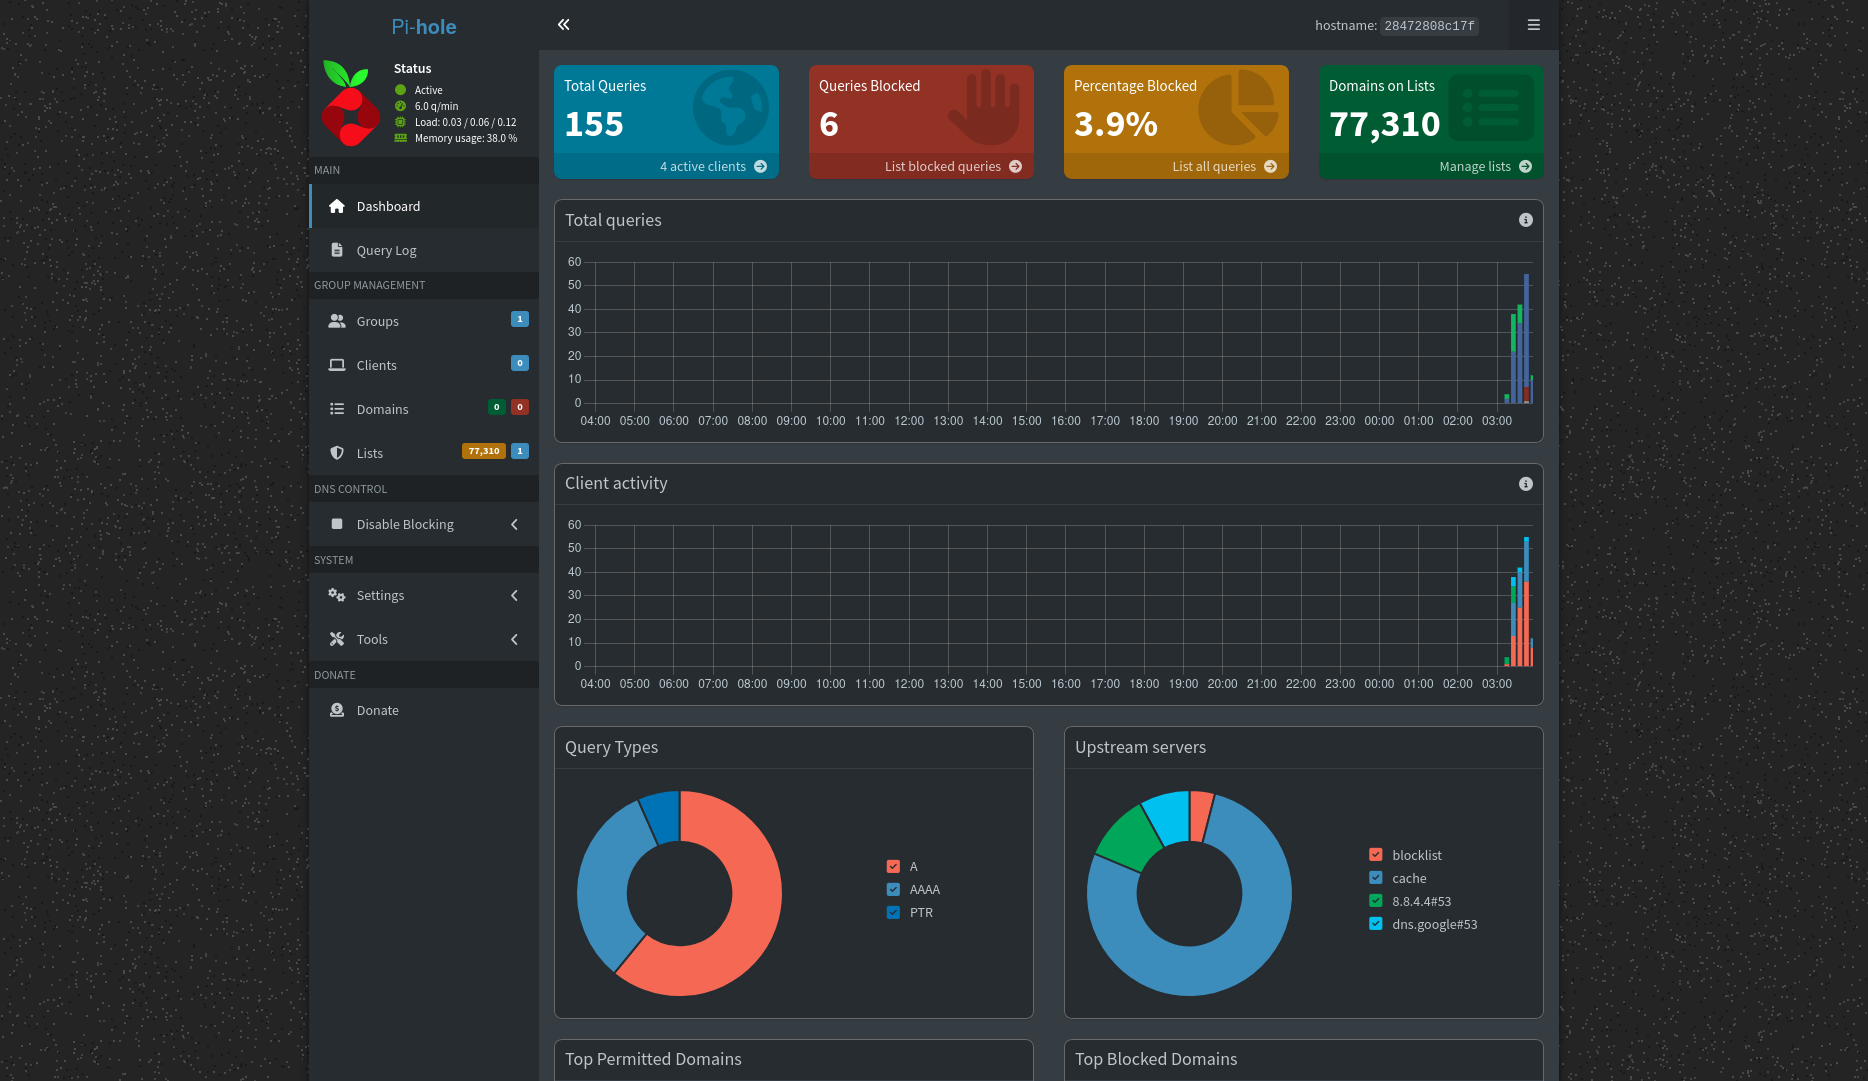 Pi-hole
hostname: 28472808c17f
Status
Active
6.0 q/min
Load: 0.03 / 0.06 / 0.12
Memory usage: 38.0 %
MAIN
Dashboard
Query Log
GROUP MANAGEMENT
Groups 1
Clients 0
Domains 0 0
Lists 77,310 1
DNS CONTROL
Disable Blocking
SYSTEM
Settings
Tools
DONATE
Donate
Total Queries
155
4 active clients
Queries Blocked
6
List blocked queries
Percentage Blocked
3.9%
List all queries
Domains on Lists
77,310
Manage lists
Total queries
60
50
40
30
20
10
0
04:00 05:00 06:00 07:00 08:00 09:00 10:00 11:00 12:00 13:00 14:00 15:00 16:00 17:00 18:00 19:00 20:00 21:00 22:00 23:00 00:00 01:00 02:00 03:00
Client activity
60
50
40
30
20
10
0
04:00 05:00 06:00 07:00 08:00 09:00 10:00 11:00 12:00 13:00 14:00 15:00 16:00 17:00 18:00 19:00 20:00 21:00 22:00 23:00 00:00 01:00 02:00 03:00
Query Types
A
AAAA
PTR
Upstream servers
blocklist
cache
8.8.4.4#53
dns.google#53
Top Permitted Domains
Top Blocked Domains